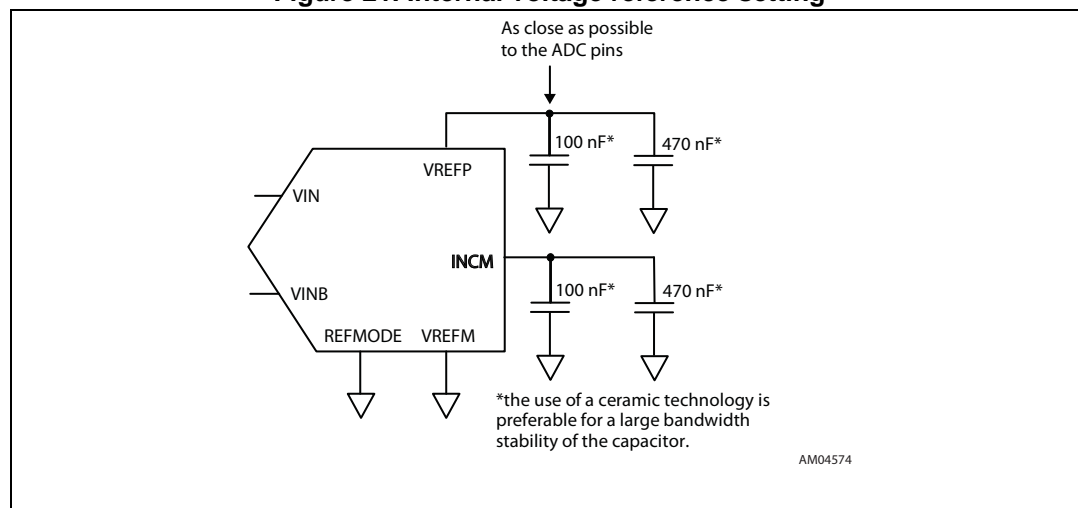 Figure Internal voltage reference setting
As close as possible
to the ADC pins
100 nF*
470 nF*
VREFP
VIN
INCM
VINB
100 nF*
470 nF*
REFMODE
VREFM
*the use of a ceramic technology is
preferable for a large bandwidth
stability of the capacitor.
AM04574